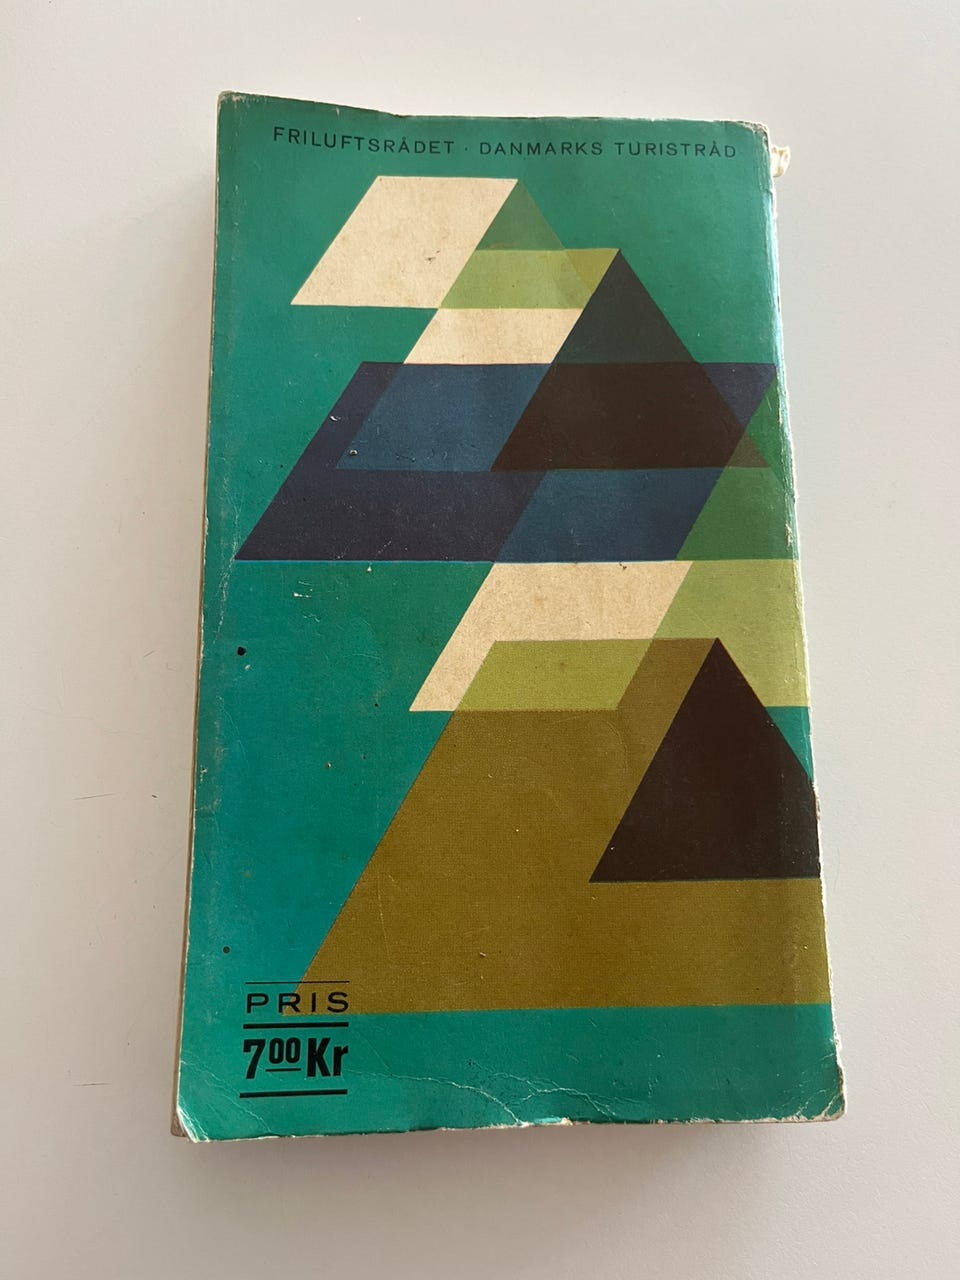 FRILUFTSRÅDET · DANMARKS TURISTRÅD
PRIS
7⁰⁰ Kr